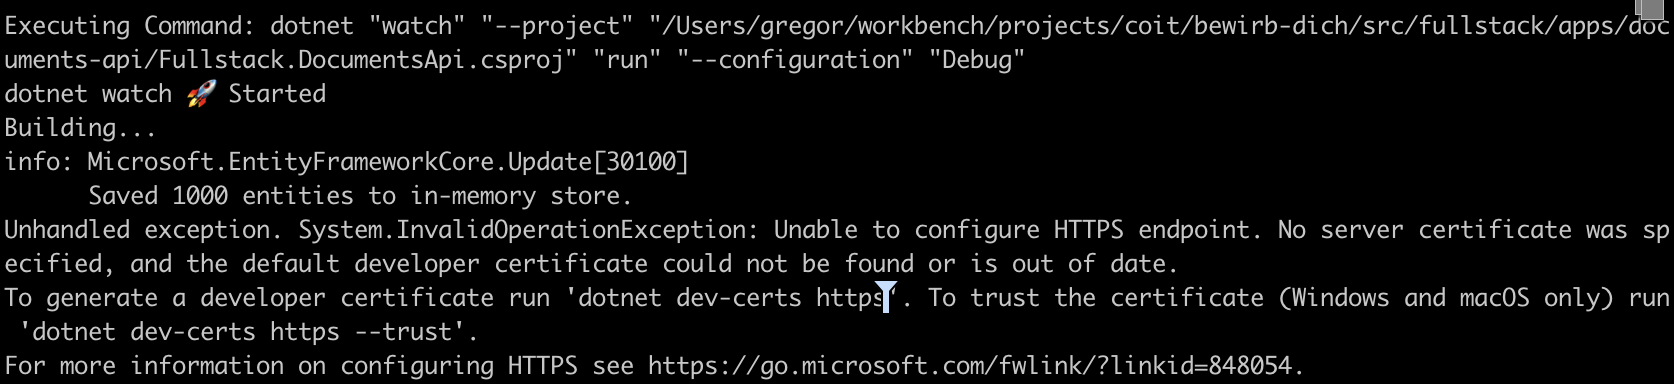 Executing Command: dotnet "watch" "--project" "/Users/gregor/workbench/projects/coit/bewirb-dich/src/fullstack/apps/doc
uments-api/Fullstack.DocumentsApi.csproj" "run" "--configuration" "Debug"
dotnet watch 🚀 Started
Building...
info: Microsoft.EntityFrameworkCore.Update[30100]
      Saved 1000 entities to in-memory store.
Unhandled exception. System.InvalidOperationException: Unable to configure HTTPS endpoint. No server certificate was sp
ecified, and the default developer certificate could not be found or is out of date.
To generate a developer certificate run 'dotnet dev-certs https'. To trust the certificate (Windows and macOS only) run
 'dotnet dev-certs https --trust'.
For more information on configuring HTTPS see https://go.microsoft.com/fwlink/?linkid=848054.